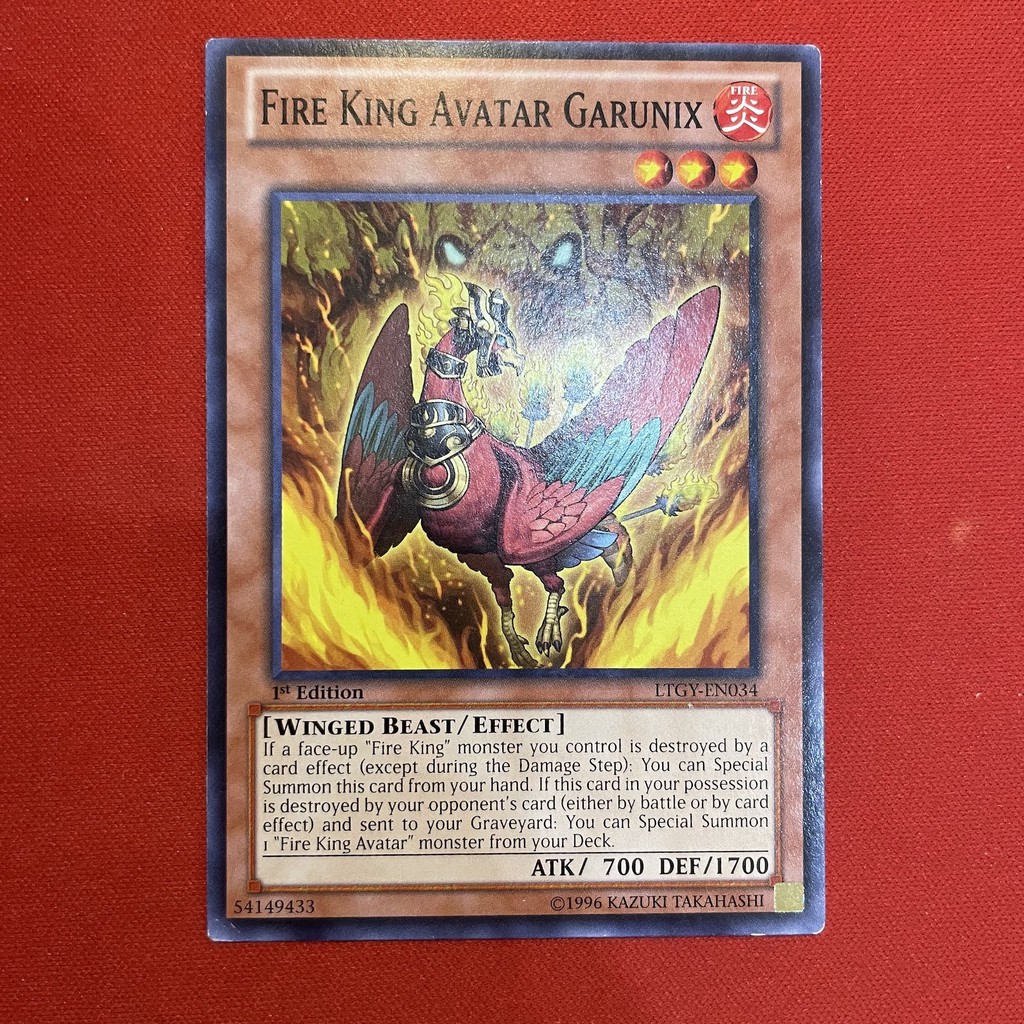 FIRE KING AVATAR GARUNIX
FIRE
炎
1st Edition
LTGY-EN034
[WINGED BEAST/EFFECT]
If a face-up "Fire King" monster you control is destroyed by a
card effect (except during the Damage Step): You can Special
Summon this card from your hand. If this card in your possession
is destroyed by your opponent's card (either by battle or by card
effect) and sent to your Graveyard: You can Special Summon
1 "Fire King Avatar" monster from your Deck.
ATK/ 700 DEF/1700
54149433
©1996 KAZUKI TAKAHASHI